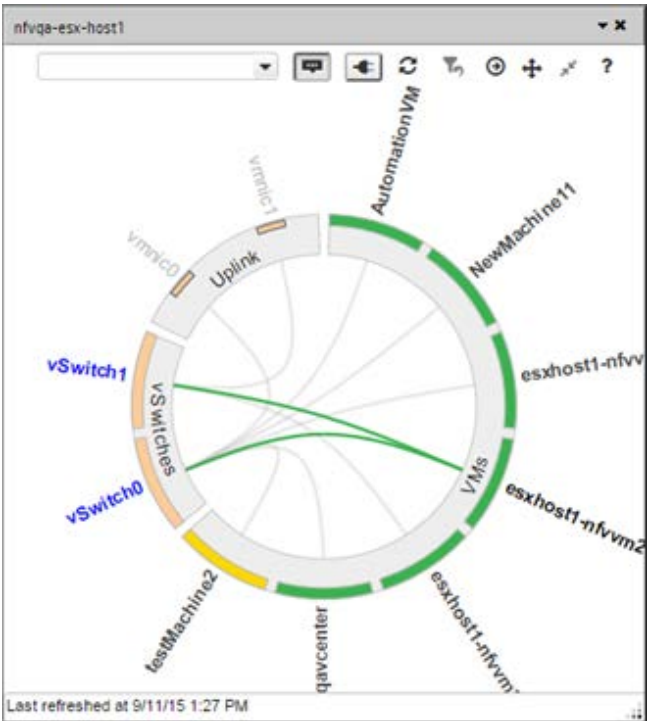 nfvqa-esx-host1
?
AutomationVM
NewMachine11
esxhost1-nfvv
esxhost1-nfvvm2
esxhost1-nfvvm
qavcenter
testMachine2
vSwitch0
vSwitch1
vmnic0
vmnic1
Uplink
vSwitches
VMs
Last refreshed at 9/11/15 1:27 PM